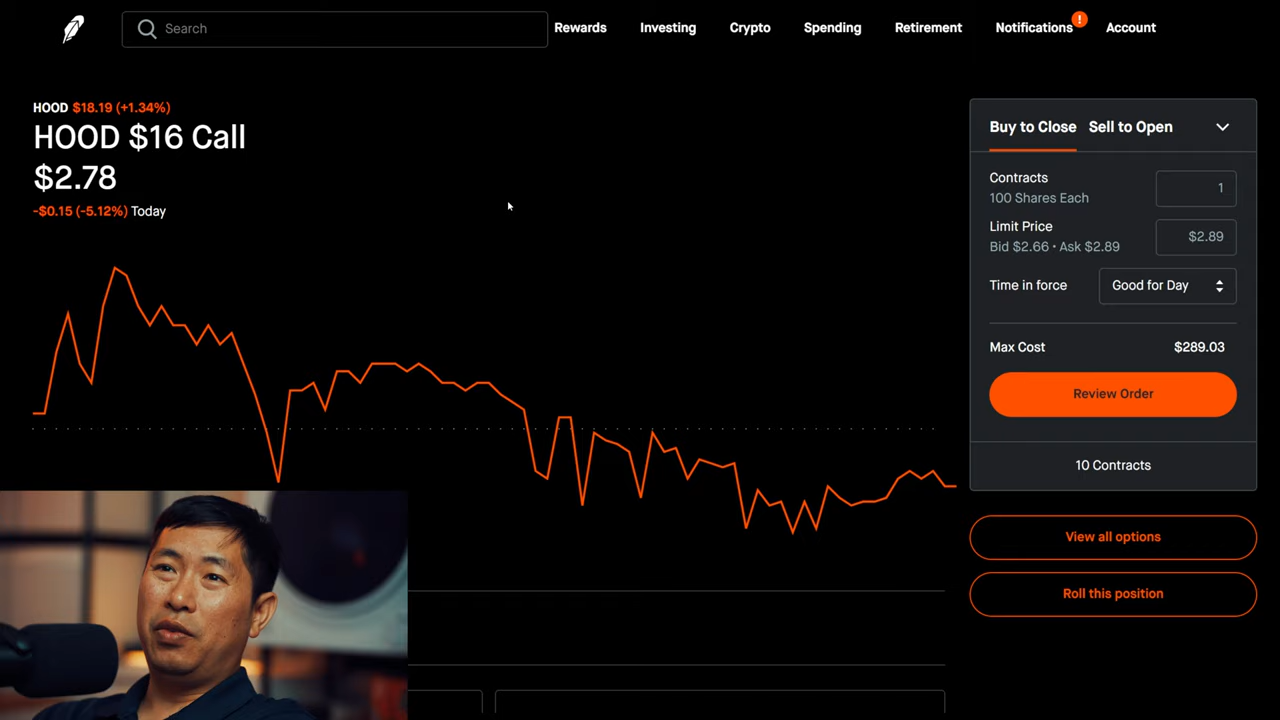 Search
Rewards
Investing
Crypto
Spending
Retirement
Notifications
!
Account
HOOD $18.19 (+1.34%)
HOOD $16 Call
$2.78
-$0.15 (-5.12%) Today
Buy to Close
Sell to Open
Contracts
100 Shares Each
1
Limit Price
Bid $2.66 • Ask $2.89
$2.89
Time in force
Good for Day
Max Cost
$289.03
Review Order
10 Contracts
View all options
Roll this position